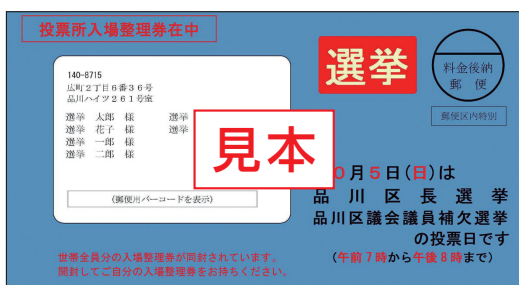 投票所入場整理券在中
140-8715
広町2丁目6番36号
品川ハイツ261号室
選挙 太郎 様 選挙
選挙 花子 様 選挙
選挙 一郎 様
選挙 二郎 様
(郵便用バーコードを表示)
見本
選挙
料金後納
郵便
郵便区内特別
0月5日(日)は
品川区長選挙
品川区議会議員補欠選挙
の投票日です
(午前7時から午後8時まで)
世帯全員分の入場整理券が同封されています。
開封してご自分の入場整理券をお持ちください。